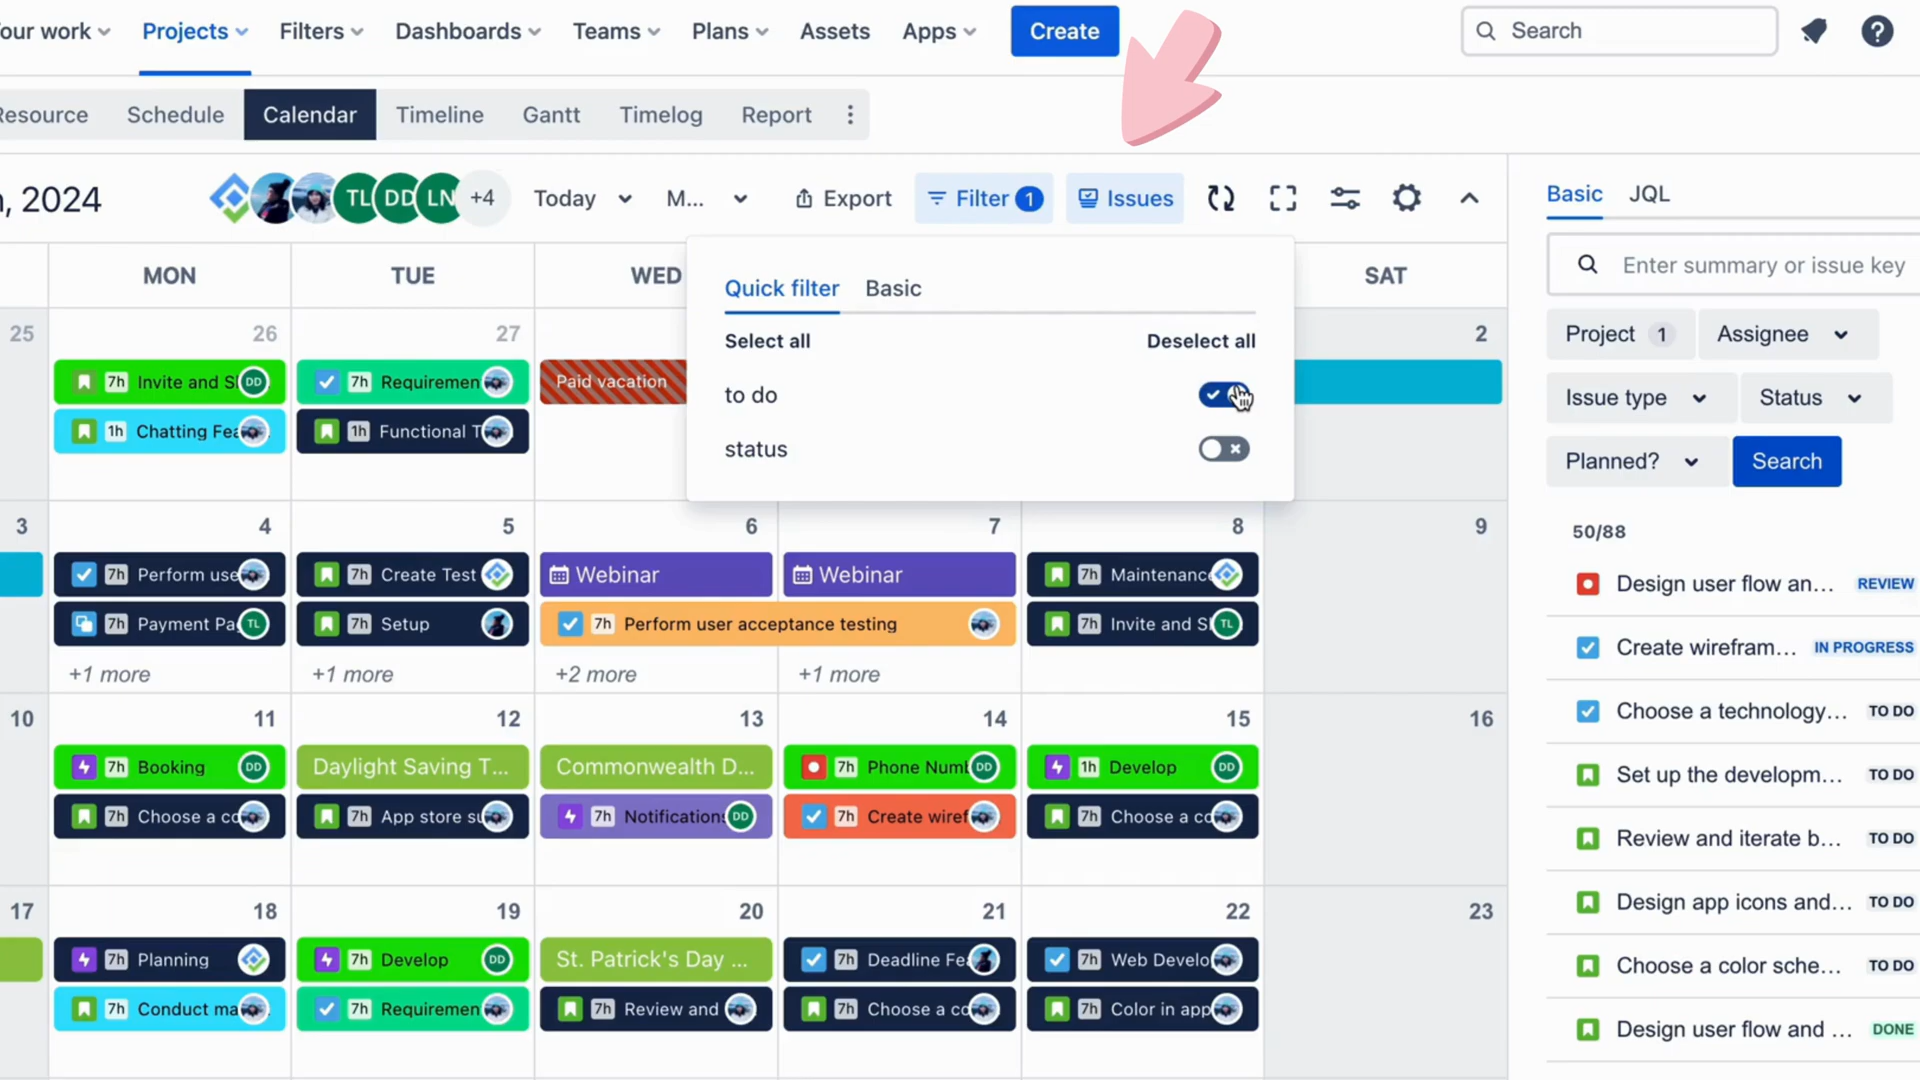 our work Projects Filters Dashboards Teams Plans Assets Apps Create Search ?
Resource Schedule Calendar Timeline Gantt Timelog Report
, 2024 TL DD LN +4 Today M... Export Filter 1 Issues
Basic JQL
Enter summary or issue key
Project 1 Assignee
Issue type Status
Planned? Search
50/88
Design user flow an... REVIEW
Create wirefram... IN PROGRESS
Choose a technology... TO DO
Set up the developm... TO DO
Review and iterate b... TO DO
Design app icons and... TO DO
Choose a color sche... TO DO
Design user flow and ... DONE
MON TUE WED SAT
Quick filter Basic
Select all Deselect all
to do
status
25 26 27 2
7h Invite and S DD 7h Requiremen Paid vacation
1h Chatting Fea 1h Functional T
3 4 5 6 7 8 9
7h Perform use 7h Create Test Webinar Webinar 7h Maintenance
7h Payment Pa TL 7h Setup 7h Perform user acceptance testing 7h Invite and S TL
+1 more +1 more +2 more +1 more
10 11 12 13 14 15 16
7h Booking DD Daylight Saving T... Commonwealth D... 7h Phone Numb DD 1h Develop DD
7h Choose a co 7h App store su 7h Notifications DD 7h Create wiref 7h Choose a co
17 18 19 20 21 22 23
7h Planning 7h Develop DD St. Patrick's Day ... 7h Deadline Fea 7h Web Develo
7h Conduct ma 7h Requiremen 7h Review and 7h Choose a co 7h Color in app